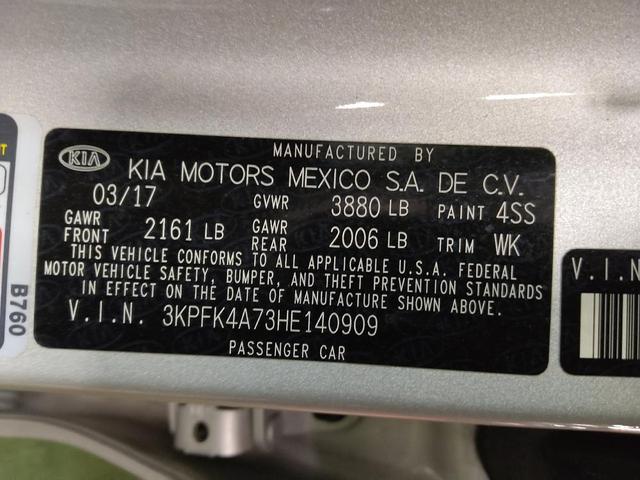 MANUFACTURED BY
KIA KIA MOTORS MEXICO S.A. DE C.V.
03/17 GVWR 3880 LB PAINT 4SS
GAWR FRONT 2161 LB GAWR REAR 2006 LB TRIM WK
THIS VEHICLE CONFORMS TO ALL APPLICABLE U.S.A. FEDERAL
MOTOR VEHICLE SAFETY, BUMPER, AND THEFT PREVENTION STANDARDS
IN EFFECT ON THE DATE OF MANUFACTURE SHOWN ABOVE.
V.I.N. 3KPFK4A73HE140909
PASSENGER CAR
B760
V.I.N